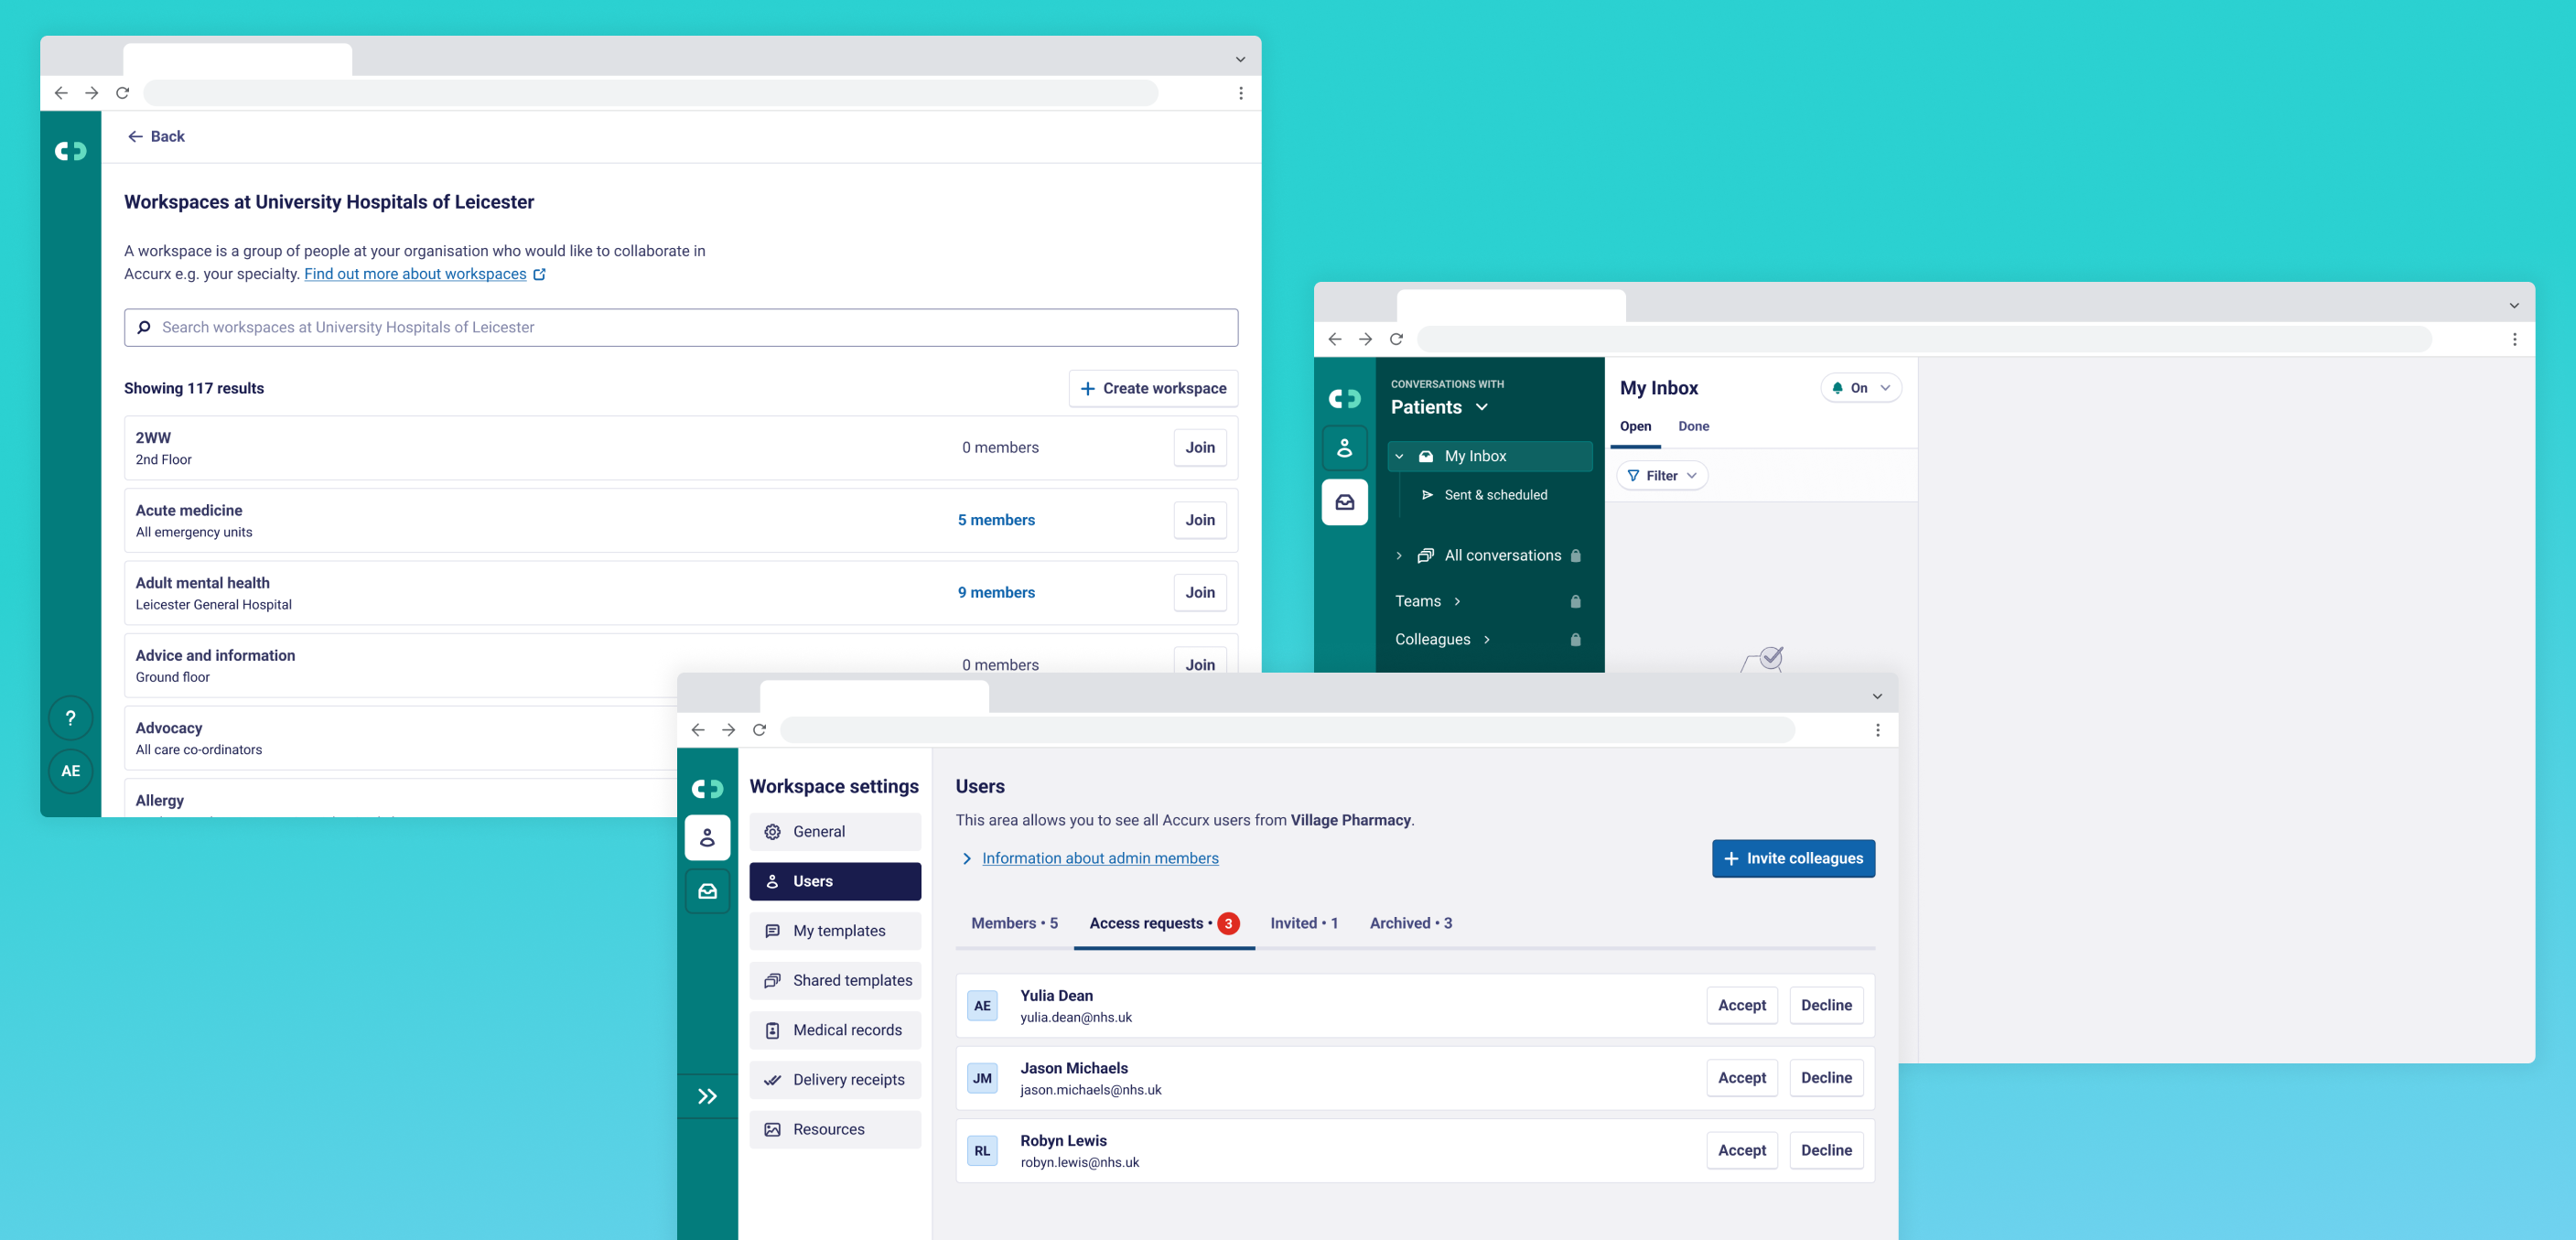 Back
Workspaces at University Hospitals of Leicester
A workspace is a group of people at your organisation who would like to collaborate in
Accurx e.g. your specialty. Find out more about workspaces
Search workspaces at University Hospitals of Leicester
Showing 117 results
Create workspace
2WW
2nd Floor
0 members
Join
Acute medicine
All emergency units
5 members
Join
Adult mental health
Leicester General Hospital
9 members
Join
Advice and information
Ground floor
0 members
Join
Advocacy
All care co-ordinators
Allergy
?
AE
CONVERSATIONS WITH
Patients
My Inbox
Sent & scheduled
All conversations
Teams
Colleagues
My Inbox
On
Open
Done
Filter
Workspace settings
General
Users
My templates
Shared templates
Medical records
Delivery receipts
Resources
Users
This area allows you to see all Accurx users from Village Pharmacy.
Information about admin members
Invite colleagues
Members • 5
Access requests • 3
Invited • 1
Archived • 3
AE
Yulia Dean
yulia.dean@nhs.uk
Accept
Decline
JM
Jason Michaels
jason.michaels@nhs.uk
Accept
Decline
RL
Robyn Lewis
robyn.lewis@nhs.uk
Accept
Decline